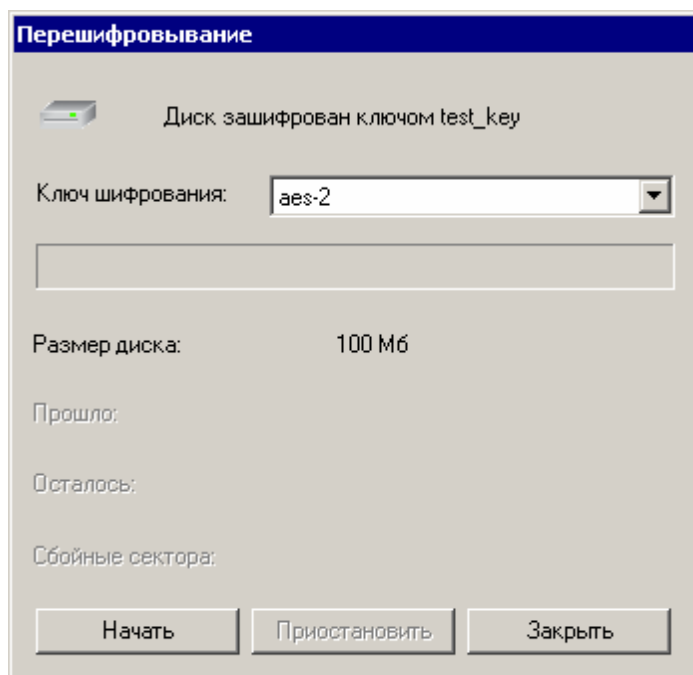 Перешифровывание
Диск зашифрован ключом test_key
Ключ шифрования: aes-2
Размер диска: 100 Мб
Прошло:
Осталось:
Сбойные сектора:
Начать Приостановить Закрыть